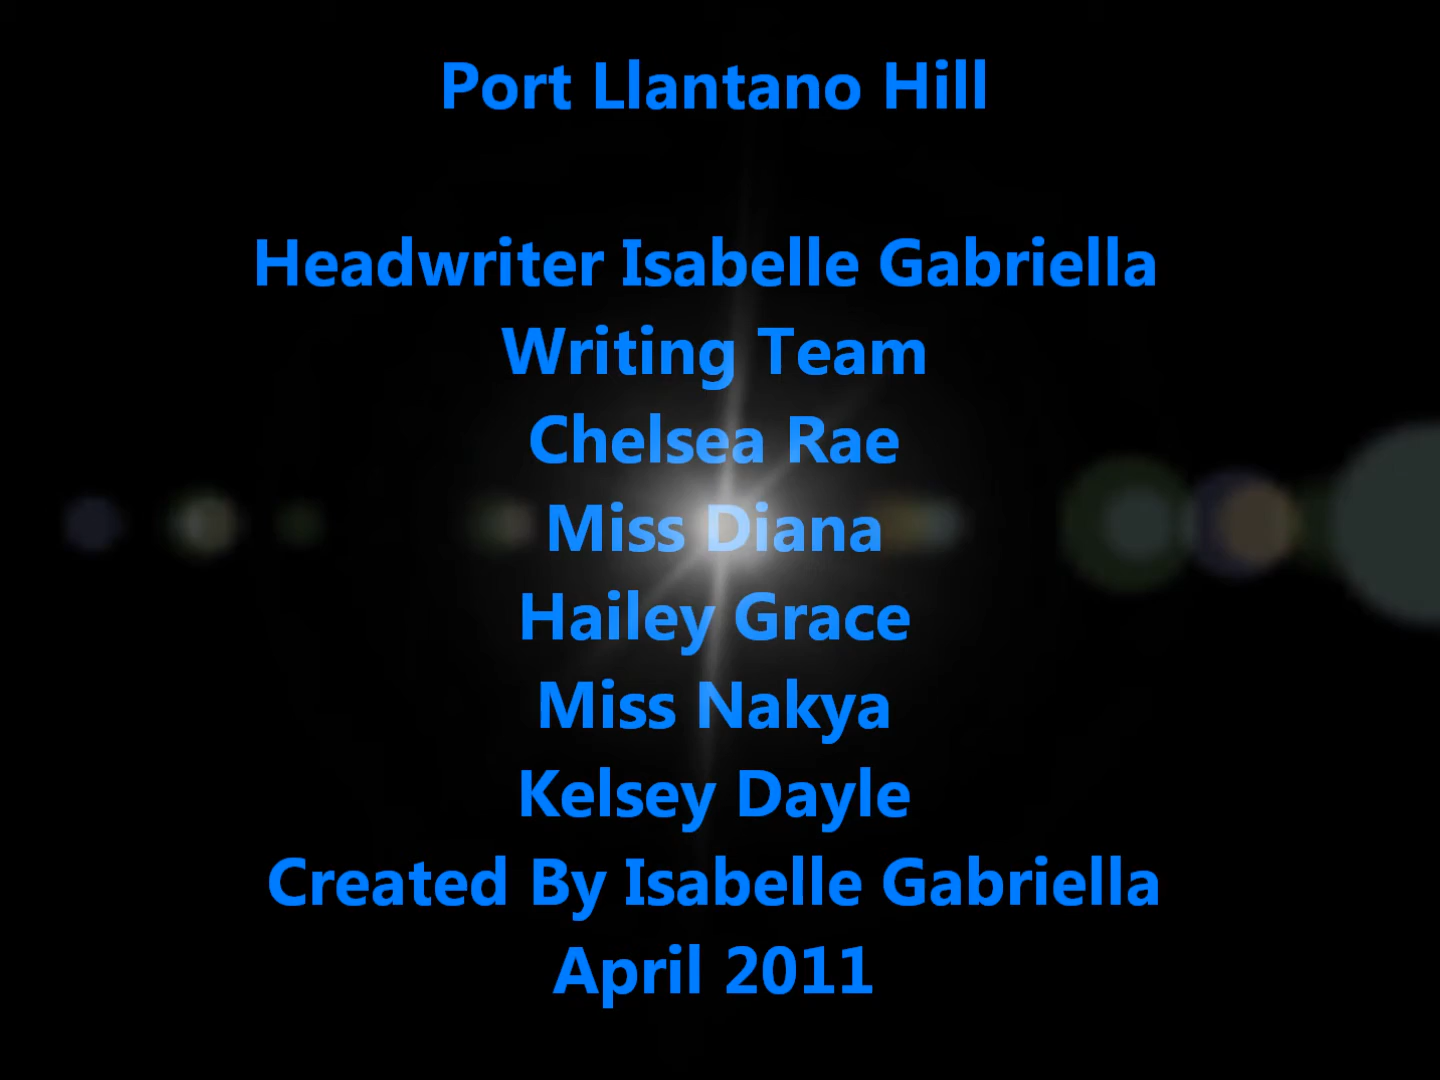 Port Llantano Hill
Headwriter Isabelle Gabriella
Writing Team
Chelsea Rae
Miss Diana
Hailey Grace
Miss Nakya
Kelsey Dayle
Created By Isabelle Gabriella
April 2011